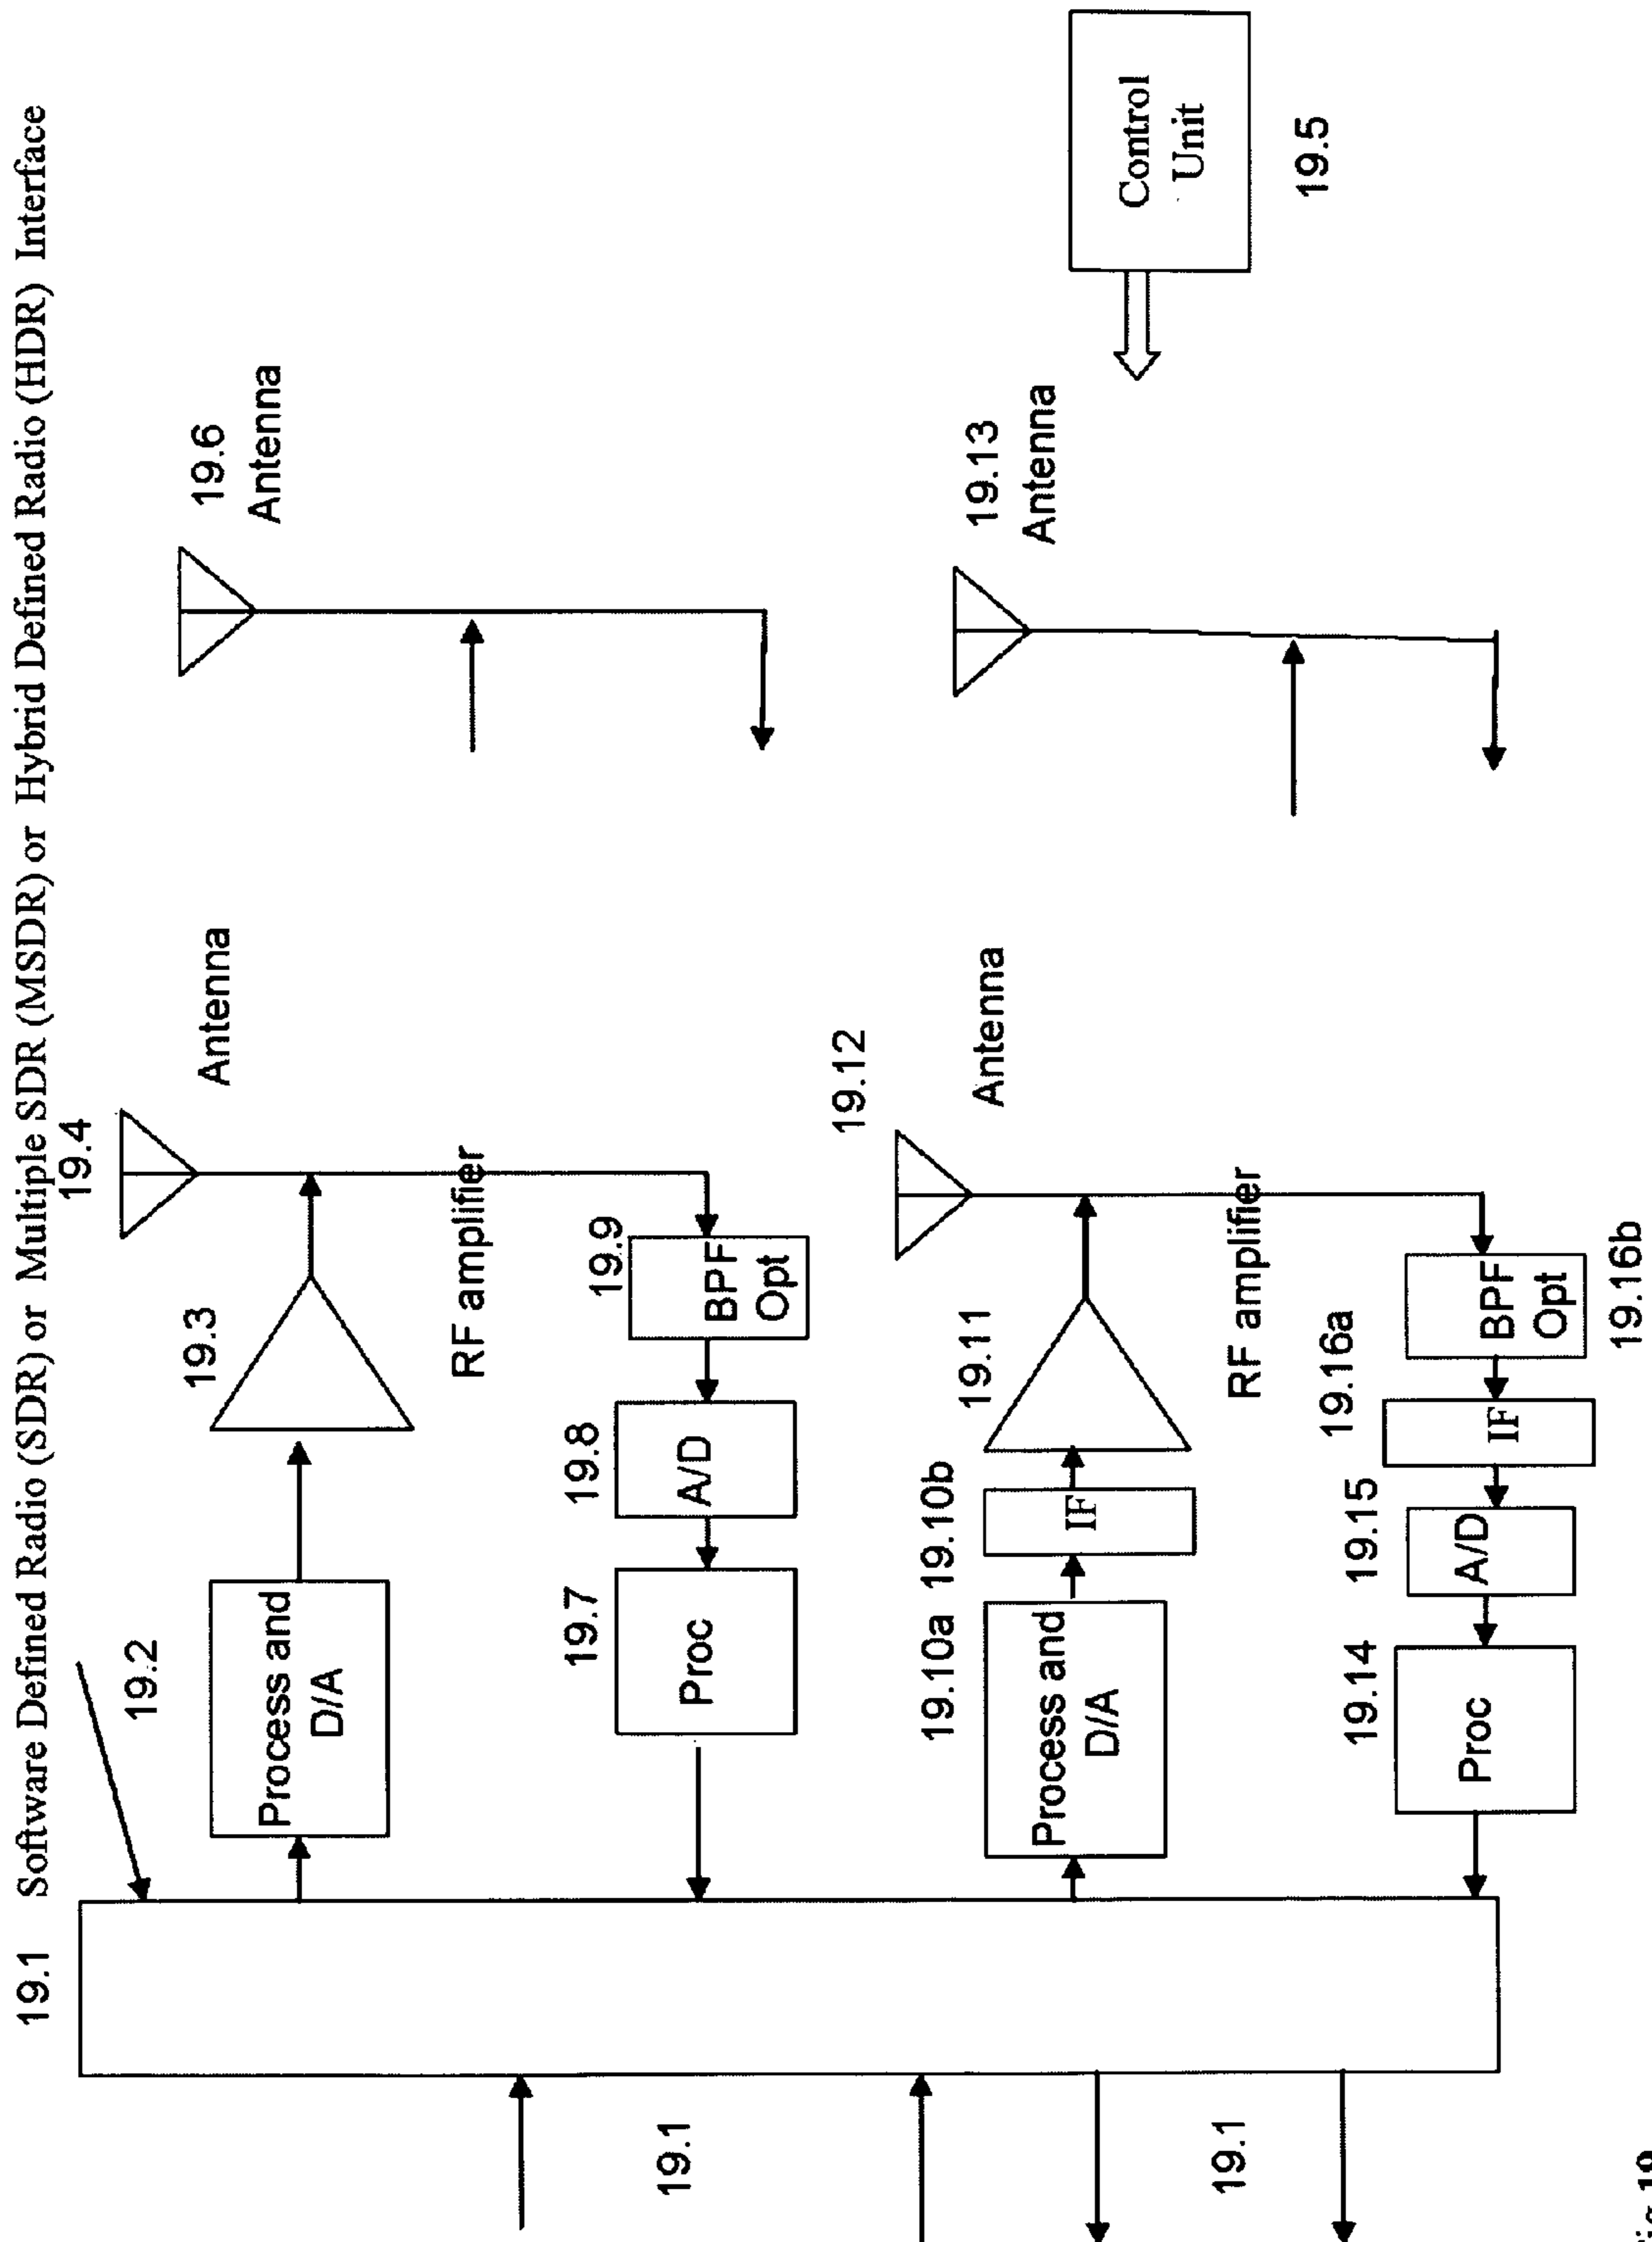 19.1 Software Defined Radio (SDR) or Multiple SDR (MSDR) or Hybrid Defined Radio (HDR) Interface
19.4
19.2
Antenna
19.6
Antenna
19.3
Process and
D/A
RF amplifier
19.9
19.8
19.7
BPF
Opt
A/D
Proc
19.1
19.12
Antenna
19.13
Antenna
19.10a
19.10b
19.11
Process and
D/A
IF
Control
Unit
19.5
RF amplifier
19.16a
19.15
19.14
BPF
Opt
IF
A/D
Proc
19.16b
19.1
19